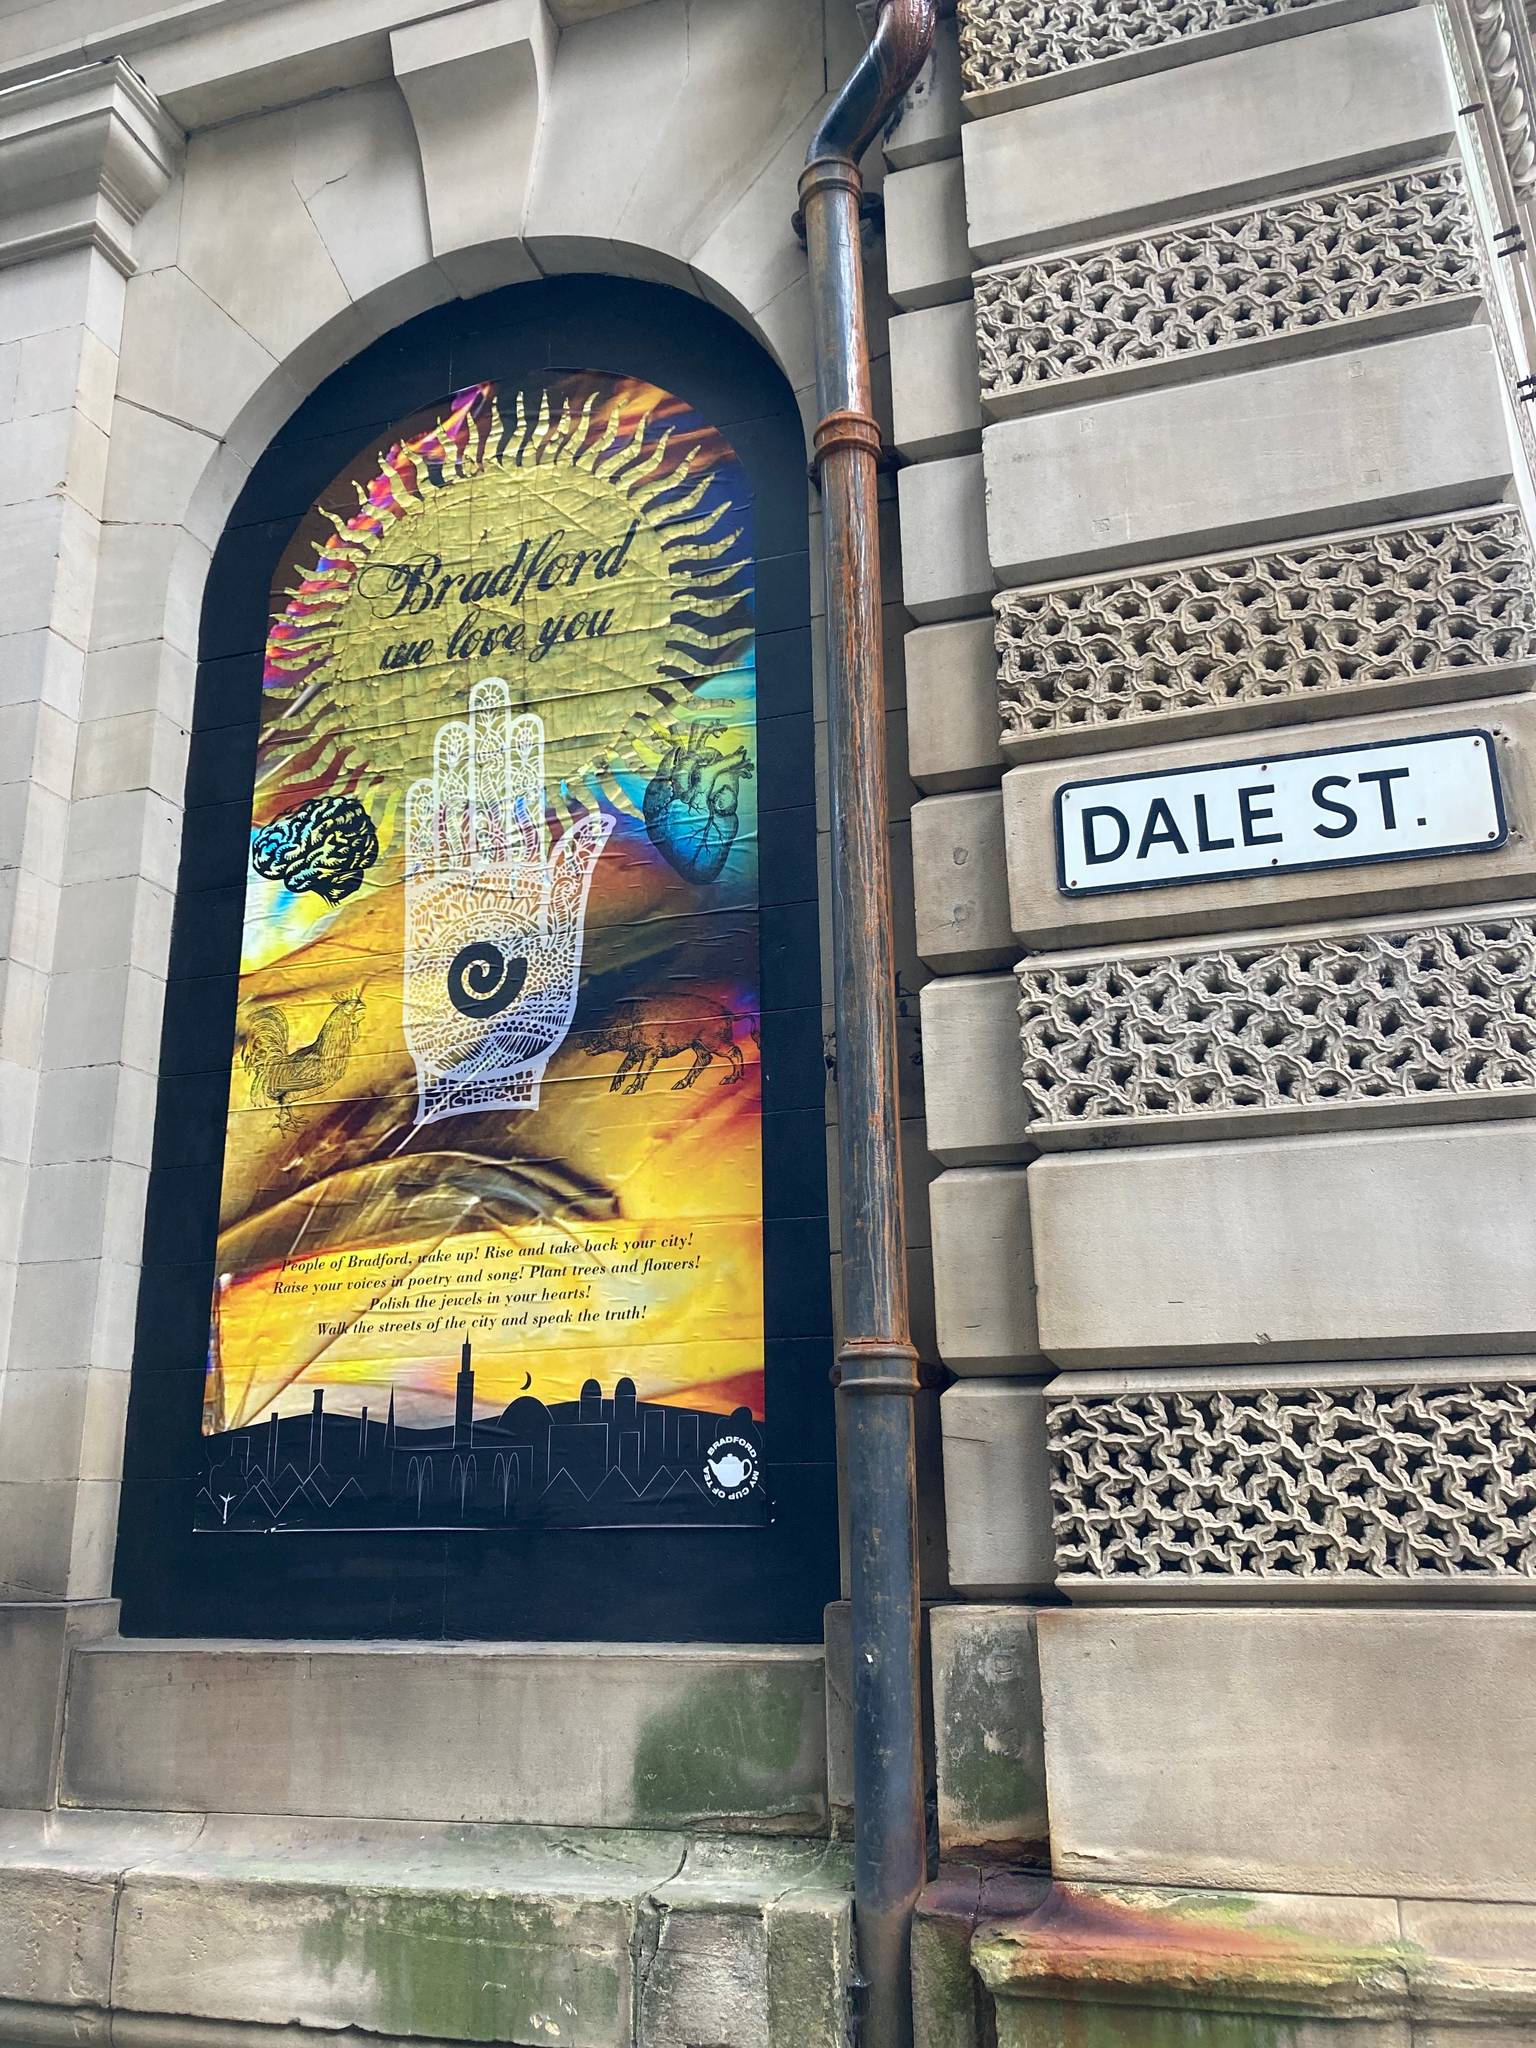 Bradford
we love you
People of Bradford, wake up! Rise and take back your city!
Raise your voices in poetry and song! Plant trees and flowers!
Polish the jewels in your hearts!
Walk the streets of the city and speak the truth!
BRADFORD • MY CUP OF TEA
DALE ST.